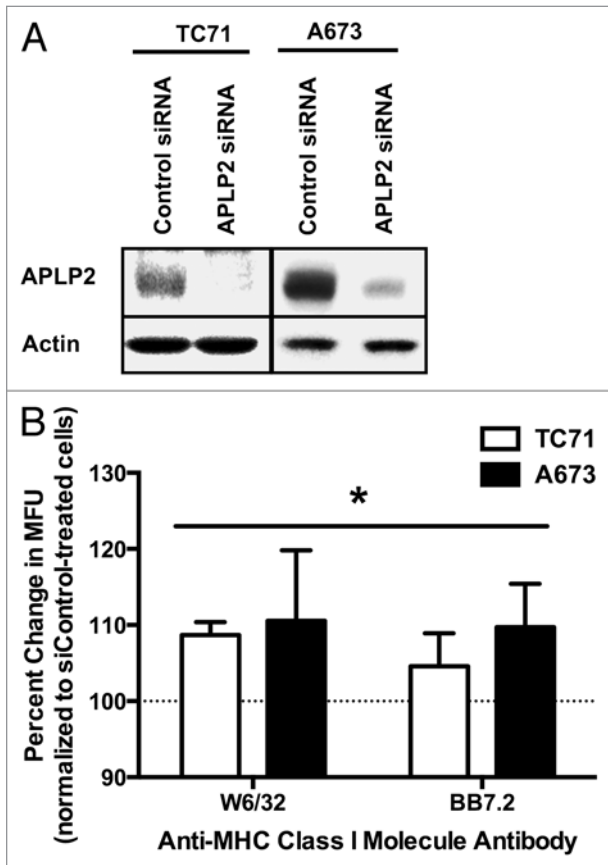 A
TC71
A673
Control siRNA
APLP2 siRNA
Control siRNA
APLP2 siRNA
APLP2
Actin
B
TC71
A673
*
Percent Change in MFU
(normalized to siControl-treated cells)
130
120
110
100
90
W6/32
BB7.2
Anti-MHC Class I Molecule Antibody